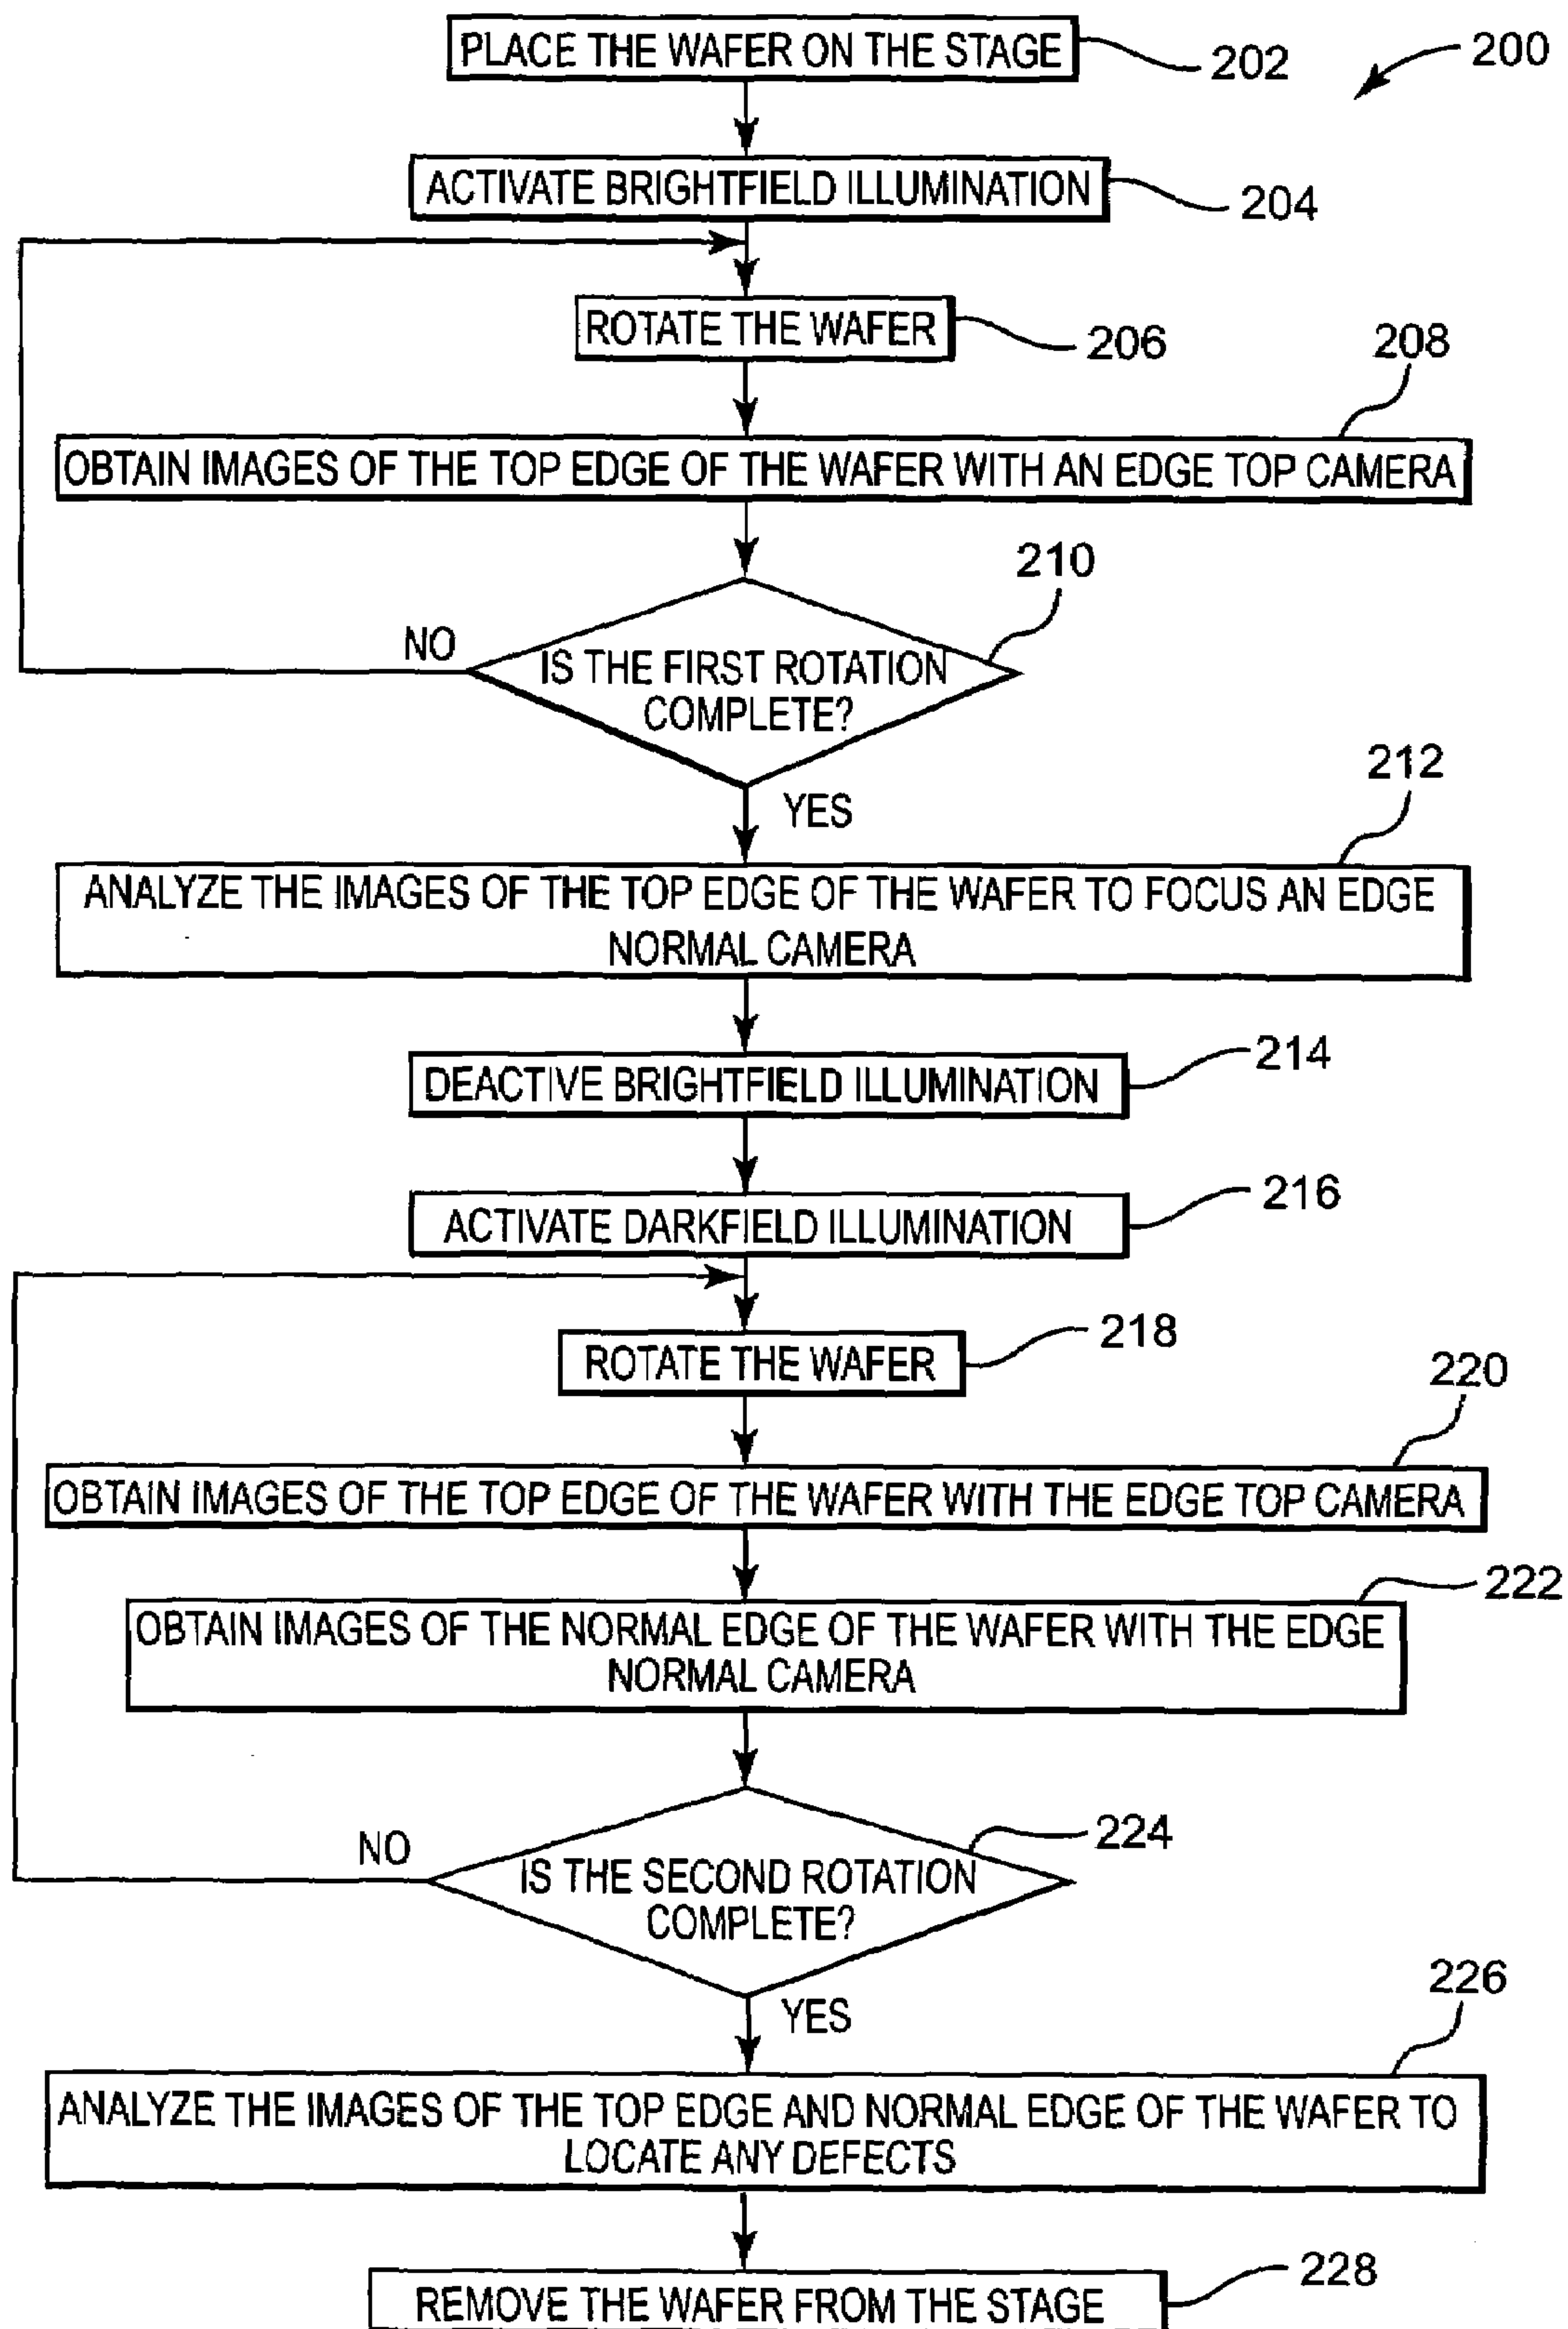 PLACE THE WAFER ON THE STAGE
202
200
ACTIVATE BRIGHTFIELD ILLUMINATION
204
ROTATE THE WAFER
206
208
OBTAIN IMAGES OF THE TOP EDGE OF THE WAFER WITH AN EDGE TOP CAMERA
210
NO
IS THE FIRST ROTATION
COMPLETE?
212
YES
ANALYZE THE IMAGES OF THE TOP EDGE OF THE WAFER TO FOCUS AN EDGE
NORMAL CAMERA
214
DEACTIVE BRIGHTFIELD ILLUMINATION
216
ACTIVATE DARKFIELD ILLUMINATION
218
ROTATE THE WAFER
220
OBTAIN IMAGES OF THE TOP EDGE OF THE WAFER WITH THE EDGE TOP CAMERA
222
OBTAIN IMAGES OF THE NORMAL EDGE OF THE WAFER WITH THE EDGE
NORMAL CAMERA
224
NO
IS THE SECOND ROTATION
COMPLETE?
226
YES
ANALYZE THE IMAGES OF THE TOP EDGE AND NORMAL EDGE OF THE WAFER TO
LOCATE ANY DEFECTS
228
REMOVE THE WAFER FROM THE STAGE